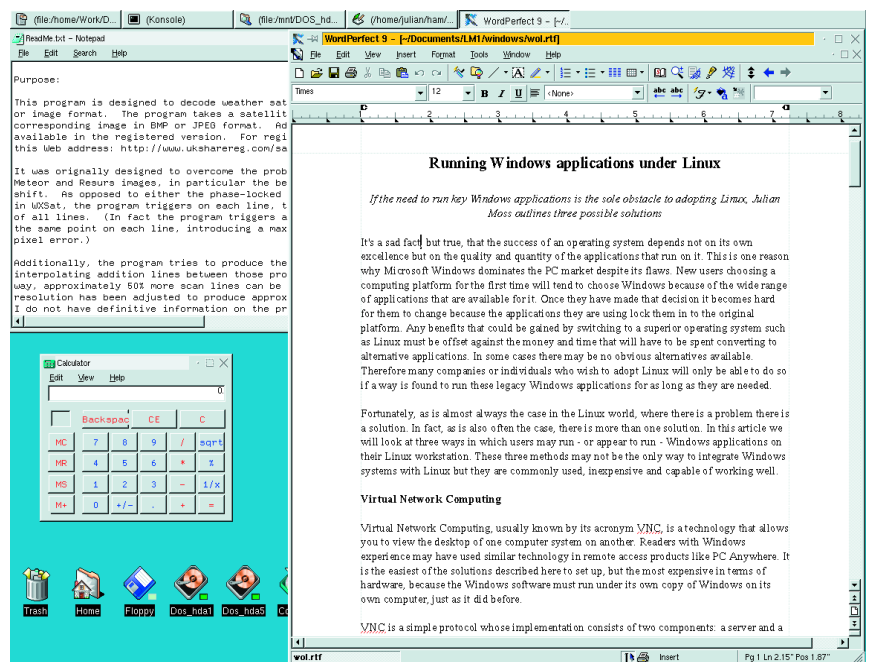 (file:/home/Work/D...
(Konsole)
(file:/mnt/DOS_hd...
(/home/julian/ham/...
WordPerfect 9 - [~/..
ReadMe.txt - Notepad
File Edit Search Help
Purpose:
This program is designed to decode weather sat
or image format. The program takes a satellit
corresponding image in BMP or JPEG format. Ad
available in the registered version. For regi
this Web address: http://www.uksharereg.com/sa
It was orignally designed to overcome the prob
Meteor and Resurs images, in particular the be
shift. As opposed to either the phase-locked
in WXSat, the program triggers on each line, t
of all lines. (In fact the program triggers a
the same point on each line, introducing a max
pixel error.)
Additionally, the program tries to produce the
interpolating addition lines between those pro
way, approximately 50% more scan lines can be
resolution has been adjusted to produce approx
I do not have definitive information on the pr
Calculator
Edit View Help
0.
Backspac CE C
MC 7 8 9 / sqrt
MR 4 5 6 * %
MS 1 2 3 - 1/x
M+ 0 +/- . + =
Trash Home Floppy Dos_hda1 Dos_hda5 Co
WordPerfect 9 - [~/Documents/LM1/windows/wol.rtf]
File Edit View Insert Format Tools Window Help
Times 12 B I U <None> abc abc
1 2 3 4 5 6 7 8
Running Windows applications under Linux
If the need to run key Windows applications is the sole obstacle to adopting Linux, Julian
Moss outlines three possible solutions
It's a sad fact, but true, that the success of an operating system depends not on its own
excellence but on the quality and quantity of the applications that run on it. This is one reason
why Microsoft Windows dominates the PC market despite its flaws. New users choosing a
computing platform for the first time will tend to choose Windows because of the wide range
of applications that are available for it. Once they have made that decision it becomes hard
for them to change because the applications they are using lock them in to the original
platform. Any benefits that could be gained by switching to a superior operating system such
as Linux must be offset against the money and time that will have to be spent converting to
alternative applications. In some cases there may be no obvious alternatives available.
Therefore many companies or individuals who wish to adopt Linux will only be able to do so
if a way is found to run these legacy Windows applications for as long as they are needed.
Fortunately, as is almost always the case in the Linux world, where there is a problem there is
a solution. In fact, as is also often the case, there is more than one solution. In this article we
will look at three ways in which users may run - or appear to run - Windows applications on
their Linux workstation. These three methods may not be the only way to integrate Windows
systems with Linux but they are commonly used, inexpensive and capable of working well.
Virtual Network Computing
Virtual Network Computing, usually known by its acronym VNC, is a technology that allows
you to view the desktop of one computer system on another. Readers with Windows
experience may have used similar technology in remote access products like PC Anywhere. It
is the easiest of the solutions described here to set up, but the most expensive in terms of
hardware, because the Windows software must run under its own copy of Windows on its
own computer, just as it did before.
VNC is a simple protocol whose implementation consists of two components: a server and a
wol.rtf Insert Pg 1 Ln 2.15" Pos 1.87"